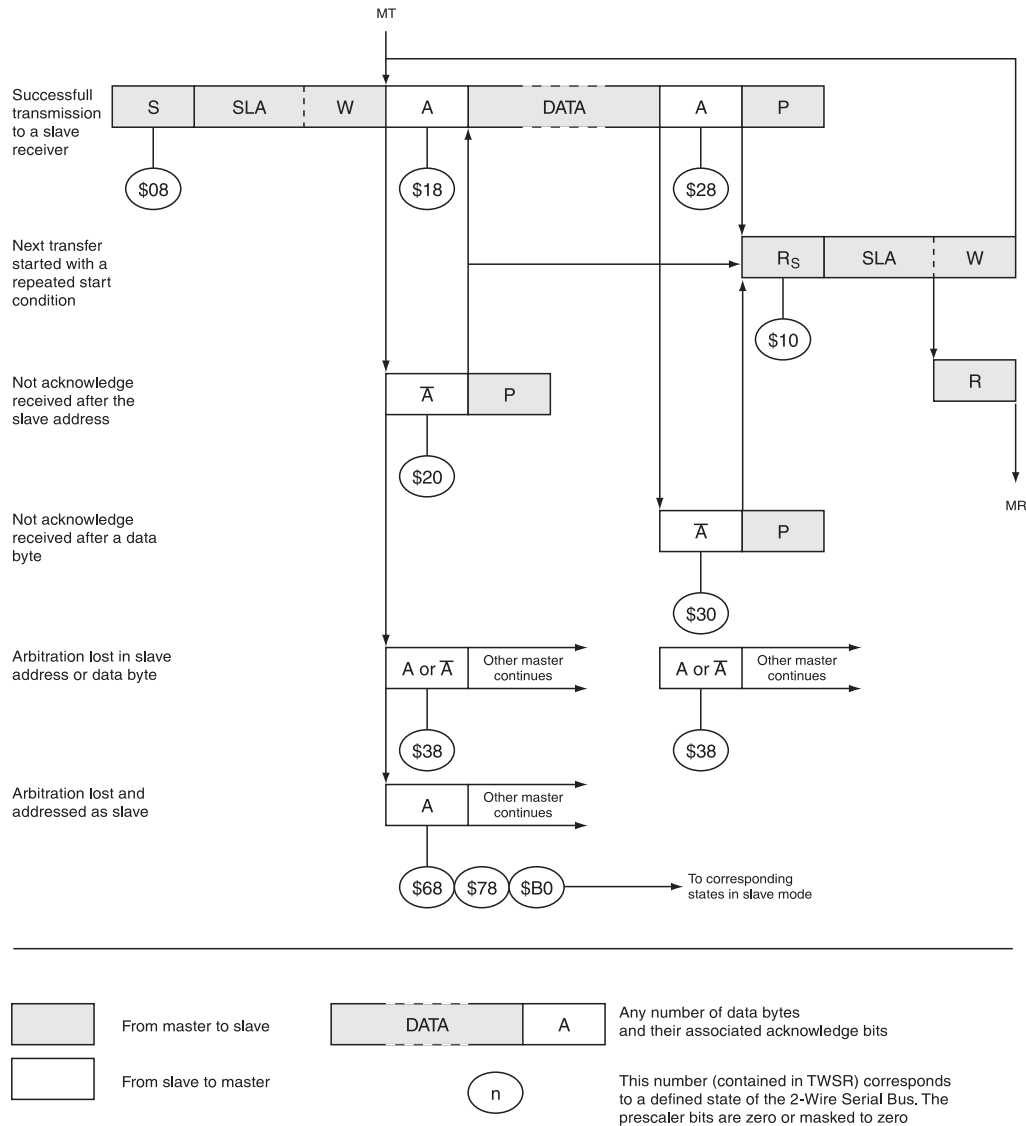 MT
Successfull
transmission
to a slave
receiver
S SLA W A DATA A P
$08 $18 $28
Next transfer
started with a
repeated start
condition
RS SLA W
$10
Not acknowledge
received after the
slave address
A̅ P
R
$20
MR
Not acknowledge
received after a data
byte
A̅ P
$30
Arbitration lost in slave
address or data byte
A or A̅
Other master
continues
A or A̅
Other master
continues
$38 $38
Arbitration lost and
addressed as slave
A
Other master
continues
$68 $78 $B0
To corresponding
states in slave mode
From master to slave
DATA A
Any number of data bytes
and their associated acknowledge bits
From slave to master
n
This number (contained in TWSR) corresponds
to a defined state of the 2-Wire Serial Bus. The
prescaler bits are zero or masked to zero